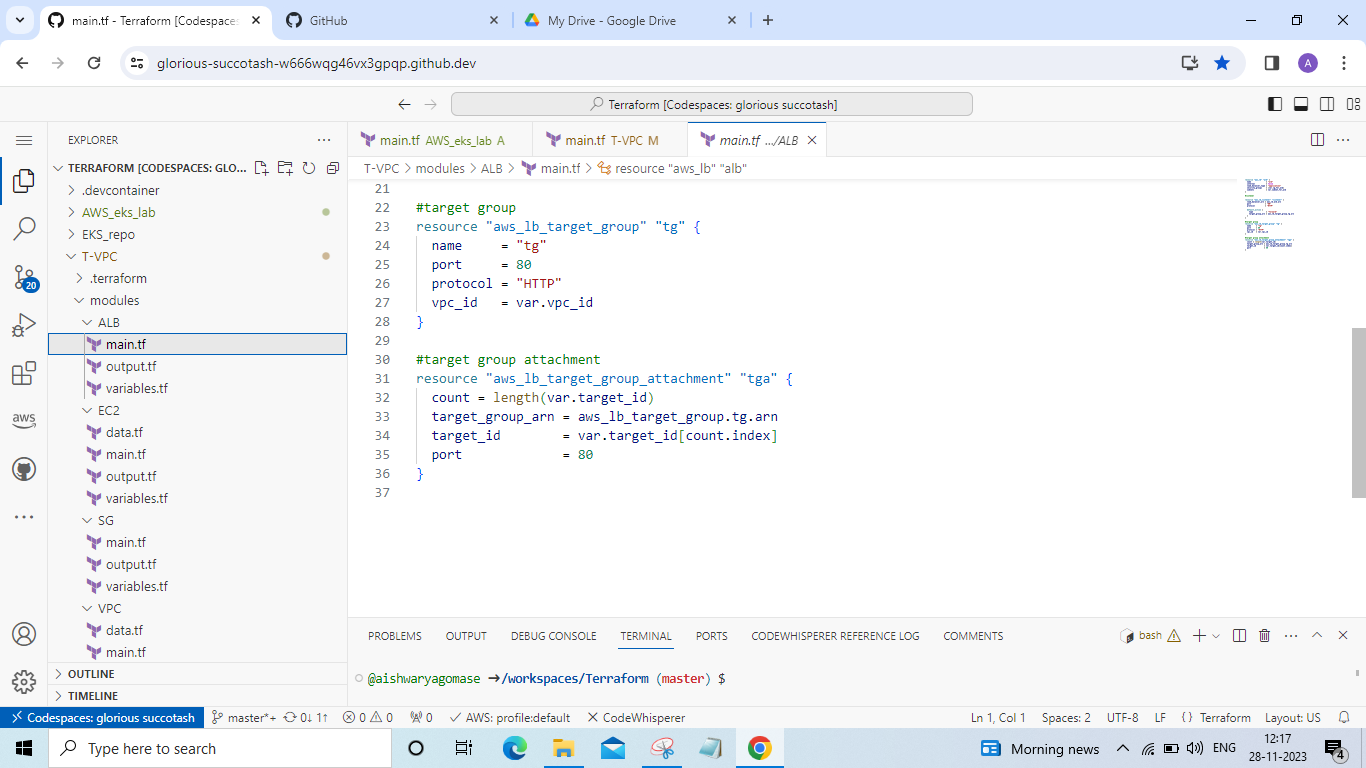 main.tf - Terraform [Codespaces
GitHub
My Drive - Google Drive
glorious-succotash-w666wqg46vx3gpqp.github.dev
A
Terraform [Codespaces: glorious succotash]
EXPLORER
TERRAFORM [CODESPACES: GLO...
.devcontainer
AWS_eks_lab
EKS_repo
T-VPC
.terraform
modules
ALB
main.tf
output.tf
variables.tf
EC2
data.tf
main.tf
output.tf
variables.tf
SG
main.tf
output.tf
variables.tf
VPC
data.tf
main.tf
OUTLINE
TIMELINE
20
aws
main.tf AWS_eks_lab A
main.tf T-VPC M
main.tf .../ALB
T-VPC > modules > ALB > main.tf > resource "aws_lb" "alb"
21
22 #target group
23 resource "aws_lb_target_group" "tg" {
24 name     = "tg"
25 port     = 80
26 protocol = "HTTP"
27 vpc_id   = var.vpc_id
28 }
29
30 #target group attachment
31 resource "aws_lb_target_group_attachment" "tga" {
32 count = length(var.target_id)
33 target_group_arn = aws_lb_target_group.tg.arn
34 target_id        = var.target_id[count.index]
35 port             = 80
36 }
37
PROBLEMS OUTPUT DEBUG CONSOLE TERMINAL PORTS CODEWHISPERER REFERENCE LOG COMMENTS
bash
@aishwaryagomase ➜/workspaces/Terraform (master) $
Codespaces: glorious succotash master*+ 0↓ 1↑ 0 0 0 AWS: profile:default CodeWhisperer
Ln 1, Col 1 Spaces: 2 UTF-8 LF {} Terraform Layout: US
Type here to search
Morning news
ENG
12:17
28-11-2023
4